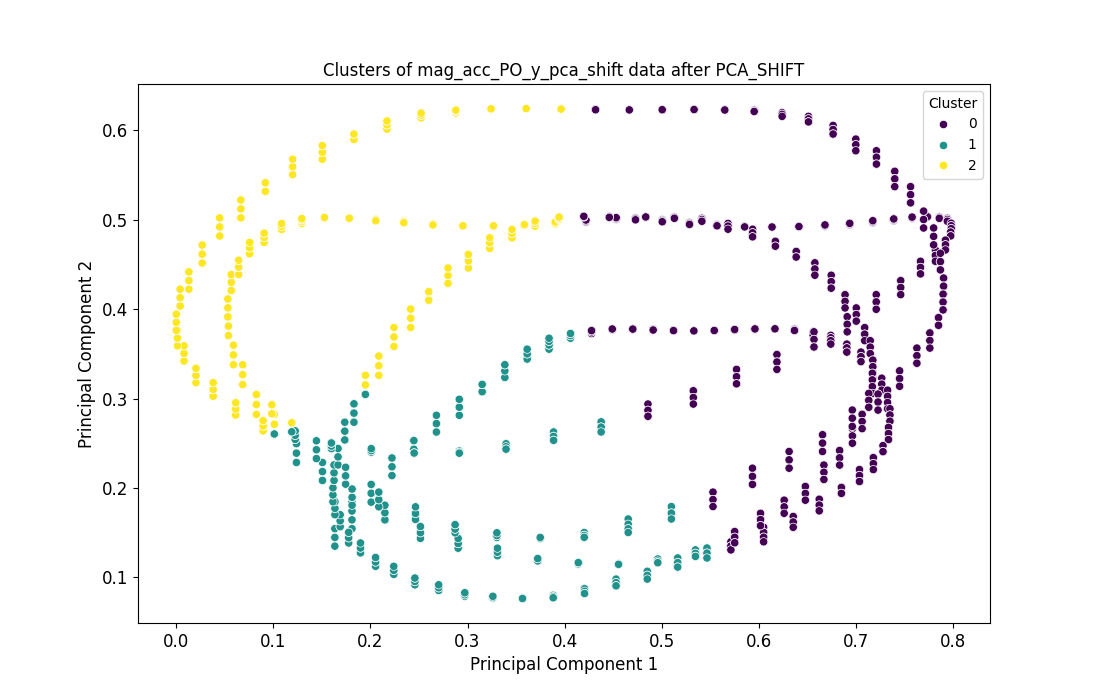 Clusters of mag_acc_PO_y_pca_shift data after PCA_SHIFT
Cluster
0
1
2
Principal Component 2
0.6
0.5
0.4
0.3
0.2
0.1
0.0 0.1 0.2 0.3 0.4 0.5 0.6 0.7 0.8
Principal Component 1